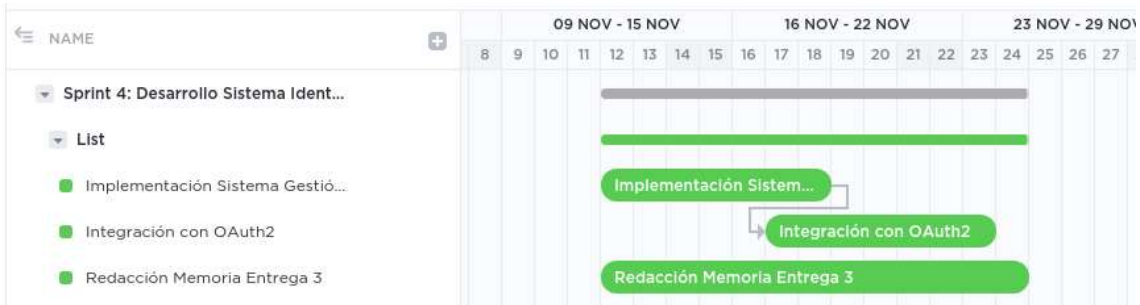 NAME
09 NOV - 15 NOV 16 NOV - 22 NOV 23 NOV - 29 NOV
8 9 10 11 12 13 14 15 16 17 18 19 20 21 22 23 24 25 26 27
Sprint 4: Desarrollo Sistema Ident...
List
Implementación Sistema Gestió... Implementación Sistem...
Integración con OAuth2 Integración con OAuth2
Redacción Memoria Entrega 3 Redacción Memoria Entrega 3